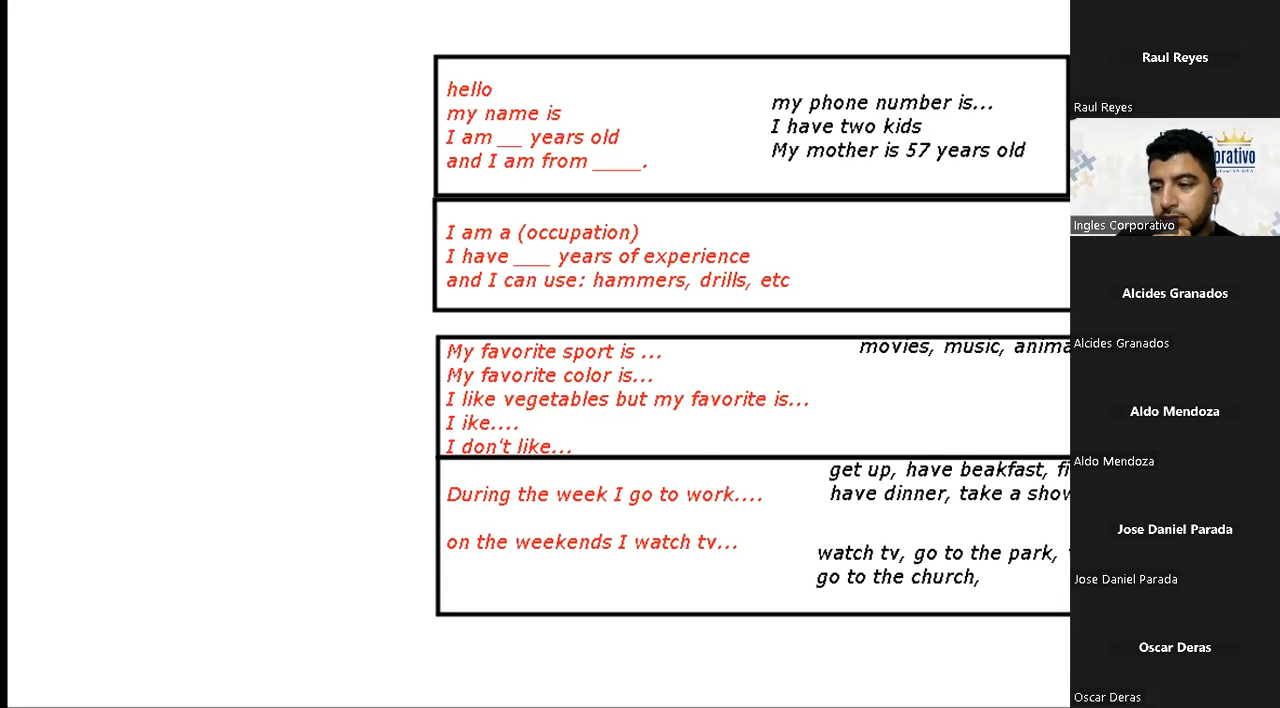 hello
my name is
I am __ years old
and I am from ____.
my phone number is...
I have two kids
My mother is 57 years old
I am a (occupation)
I have ___ years of experience
and I can use: hammers, drills, etc
My favorite sport is ...
My favorite color is...
I like vegetables but my favorite is...
I ike....
I don't like...
movies, music, anima
During the week I go to work....
on the weekends I watch tv...
get up, have beakfast, fi
have dinner, take a show
watch tv, go to the park,
go to the church,
Raul Reyes
Raul Reyes
orativo
Ingles Corporativo
Alcides Granados
Alcides Granados
Aldo Mendoza
Aldo Mendoza
Jose Daniel Parada
Jose Daniel Parada
Oscar Deras
Oscar Deras